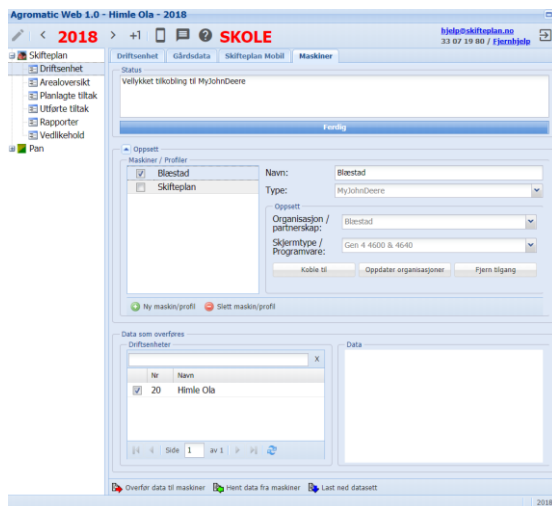 Agromatic Web 1.0 - Himle Ola - 2018
2018 +1 SKOLE
hjelp@skifteplan.no
33 07 19 80 / Fjernhjelp
Skifteplan
Driftsenhet
Arealoversikt
Planlagte tiltak
Utførte tiltak
Rapporter
Vedlikehold
Pan
Driftsenhet Gårdsdata Skifteplan Mobil Maskiner
Status
Vellykket tilkobling til MyJohnDeere
Ferdig
Oppsett
Maskiner / Profiler
Blæstad
Skifteplan
Navn: Blæstad
Type: MyJohnDeere
Oppsett
Organisasjon / partnerskap: Blæstad
Skjermtype / Programvare: Gen 4 4600 & 4640
Koble til Oppdater organisasjoner Fjern tilgang
Ny maskin/profil Slett maskin/profil
Data som overføres
Driftsenheter
X
Nr Navn
20 Himle Ola
Side 1 av 1
Data
Overfør data til maskiner Hent data fra maskiner Last ned datasett
2018